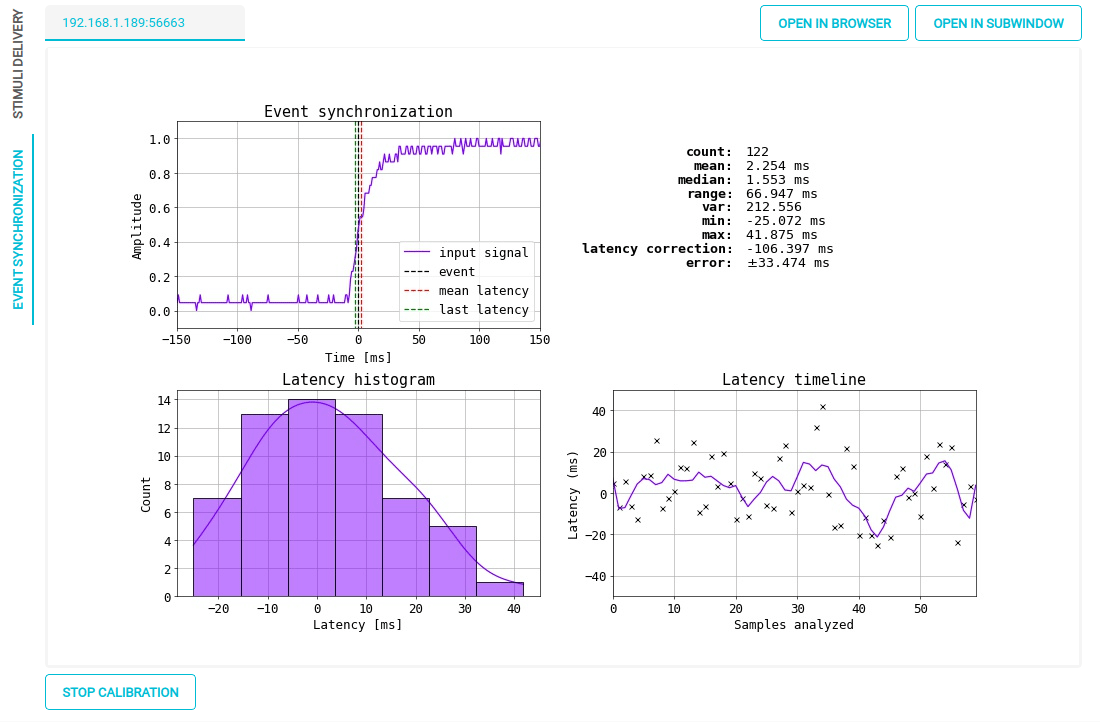 STIMULI DELIVERY
EVENT SYNCHRONIZATION
192.168.1.189:56663
OPEN IN BROWSER
OPEN IN SUBWINDOW
Event synchronization
Amplitude
1.0
0.8
0.6
0.4
0.2
0.0
input signal
event
mean latency
last latency
−150 −100 −50 0 50 100 150
Time [ms]
count: 122
mean: 2.254 ms
median: 1.553 ms
range: 66.947 ms
var: 212.556
min: -25.072 ms
max: 41.875 ms
latency correction: -106.397 ms
error: ±33.474 ms
Latency histogram
Count
14
12
10
8
6
4
2
0
−20 −10 0 10 20 30 40
Latency [ms]
Latency timeline
Latency (ms)
40
20
0
−20
−40
0 10 20 30 40 50
Samples analyzed
STOP CALIBRATION